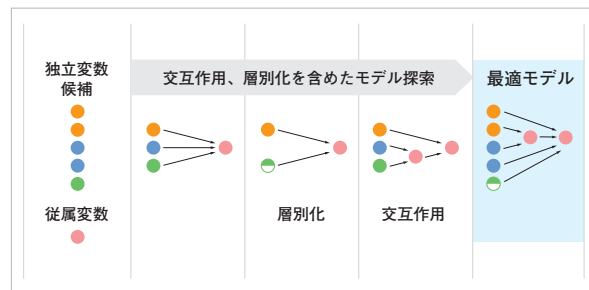 独立変数
候補
交互作用、層別化を含めたモデル探索
最適モデル
従属変数
層別化
交互作用